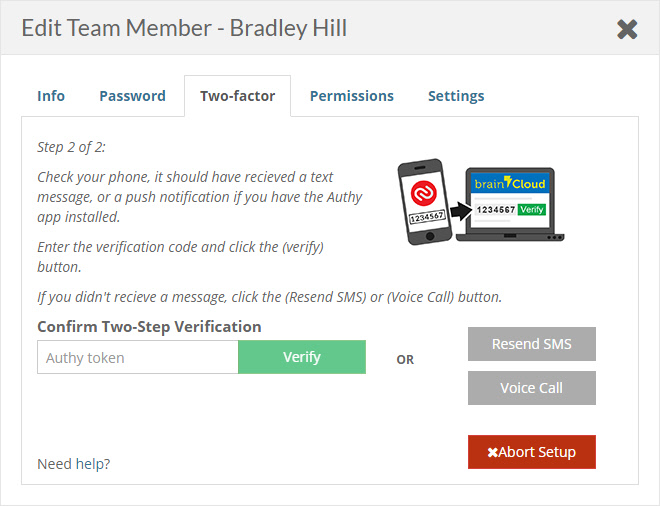 Edit Team Member - Bradley Hill
Info Password Two-factor Permissions Settings
Step 2 of 2:
Check your phone, it should have recieved a text
message, or a push notification if you have the Authy
app installed.
Enter the verification code and click the (verify)
button.
1234567
brainCloud
1234567 Verify
If you didn't recieve a message, click the (Resend SMS) or (Voice Call) button.
Confirm Two-Step Verification
Authy token Verify
OR
Resend SMS
Voice Call
Abort Setup
Need help?